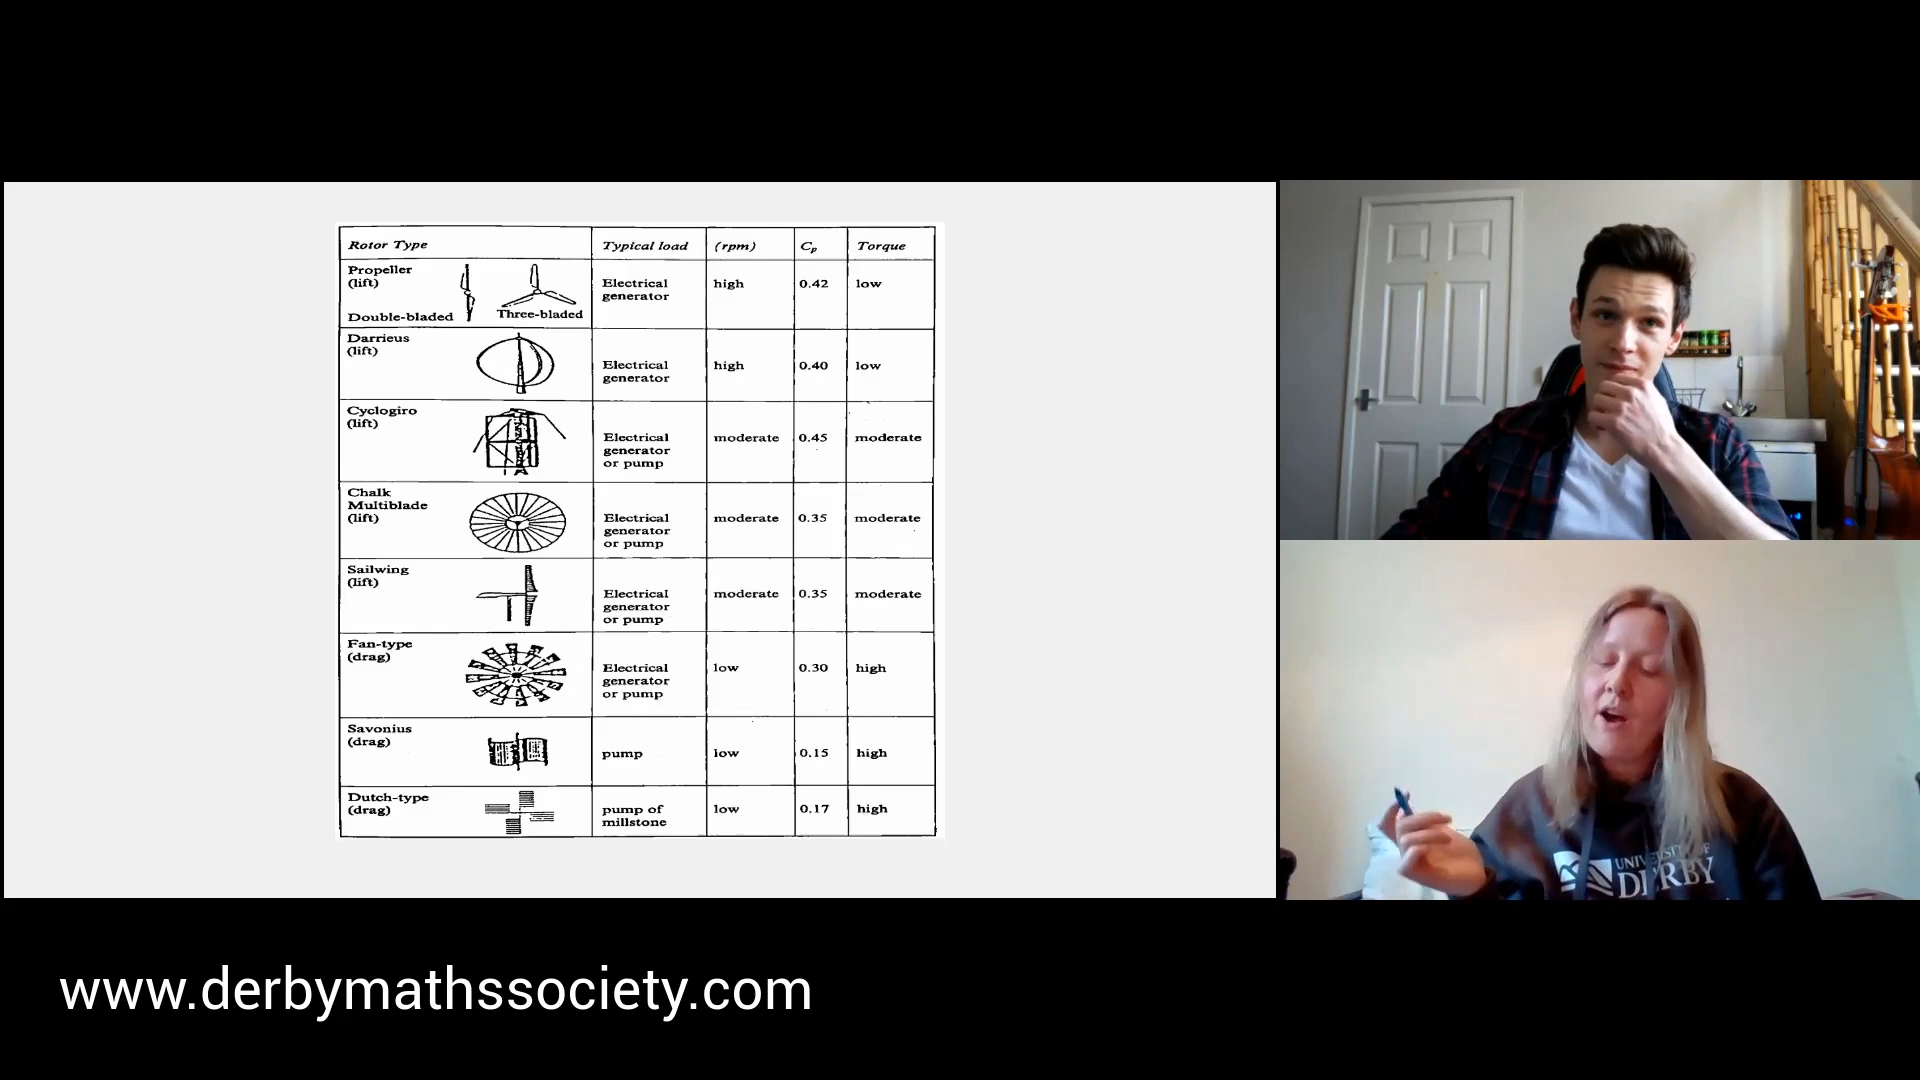 Rotor Type Typical load (rpm) Cp Torque
Propeller
(lift)
Double-bladed Three-bladed
Electrical
generator
high 0.42 low
Darrieus
(lift)
Electrical
generator
high 0.40 low
Cyclogiro
(lift)
Electrical
generator
or pump
moderate 0.45 moderate
Chalk
Multiblade
(lift)
Electrical
generator
or pump
moderate 0.35 moderate
Sailwing
(lift)
Electrical
generator
or pump
moderate 0.35 moderate
Fan-type
(drag)
Electrical
generator
or pump
low 0.30 high
Savonius
(drag)
pump low 0.15 high
Dutch-type
(drag)
pump of
millstone
low 0.17 high
UNIVERSITY OF
DERBY
www.derbymathssociety.com